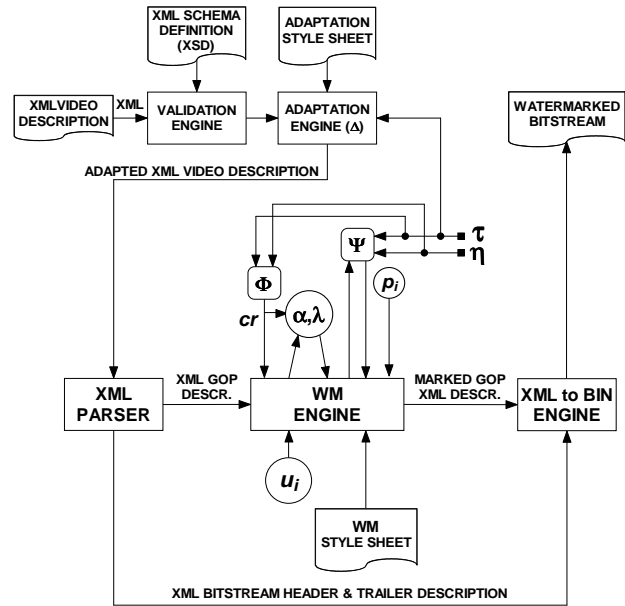 XML SCHEMA
DEFINITION
(XSD)
ADAPTATION
STYLE SHEET
XMLVIDEO
DESCRIPTION
XML
VALIDATION
ENGINE
ADAPTATION
ENGINE (Δ)
WATERMARKED
BITSTREAM
ADAPTED XML VIDEO DESCRIPTION
Ψ
τ
η
Φ
p_i
cr
α,λ
XML
PARSER
XML GOP
DESCR.
WM
ENGINE
MARKED GOP
XML DESCR.
XML to BIN
ENGINE
u_i
WM
STYLE SHEET
XML BITSTREAM HEADER & TRAILER DESCRIPTION